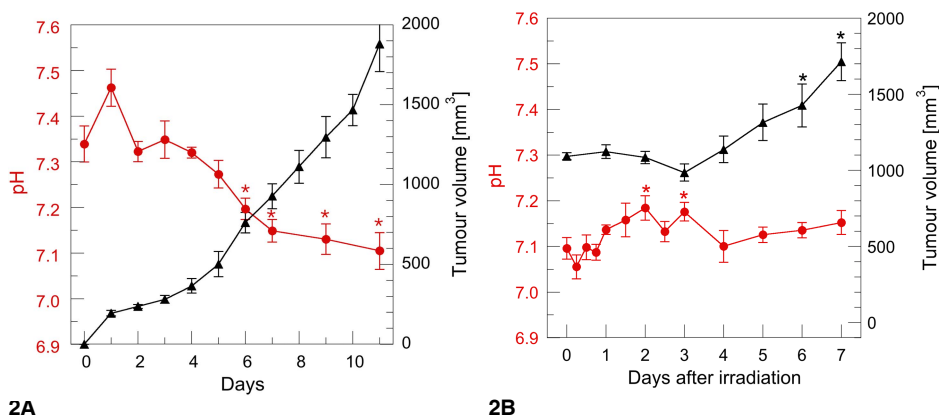 7.6
7.5
7.4
7.3
7.2
7.1
7.0
6.9
pH
2000
1500
1000
500
0
Tumour volume [mm³]
* * * *
0 2 4 6 8 10
Days
2A
7.6
7.5
7.4
7.3
7.2
7.1
7.0
6.9
pH
2000
1500
1000
500
0
Tumour volume [mm³]
* *
* *
0 1 2 3 4 5 6 7
Days after irradiation
2B